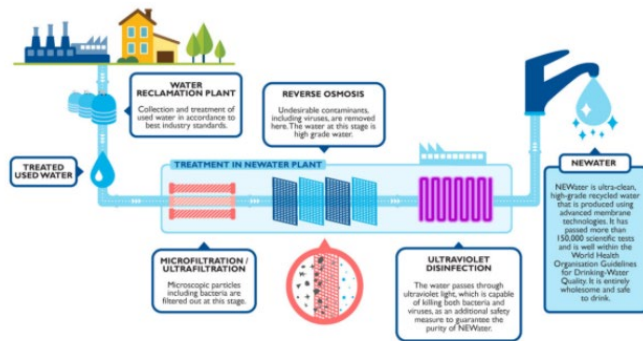 WATER
RECLAMATION PLANT
Collection and treatment of
used water in accordance to
best industry standards.
REVERSE OSMOSIS
Undesirable contaminants,
including viruses, are removed
here. The water at this stage is
high grade water.
TREATED
USED WATER
TREATMENT IN NEWATER PLANT
MICROFILTRATION /
ULTRAFILTRATION
Microscopic particles
including bacteria are
filtered out at this stage.
ULTRAVIOLET
DISINFECTION
The water passes through
ultraviolet light, which is capable
of killing both bacteria and
viruses, as an additional safety
measure to guarantee the
purity of NEWater.
NEWATER
NEWater is ultra-clean,
high-grade recycled water
that is produced using
advanced membrane
technologies. It has
passed more than
150,000 scientific tests
and is well within the
World Health
Organisation Guidelines
for Drinking-Water
Quality. It is entirely
wholesome and safe
to drink.